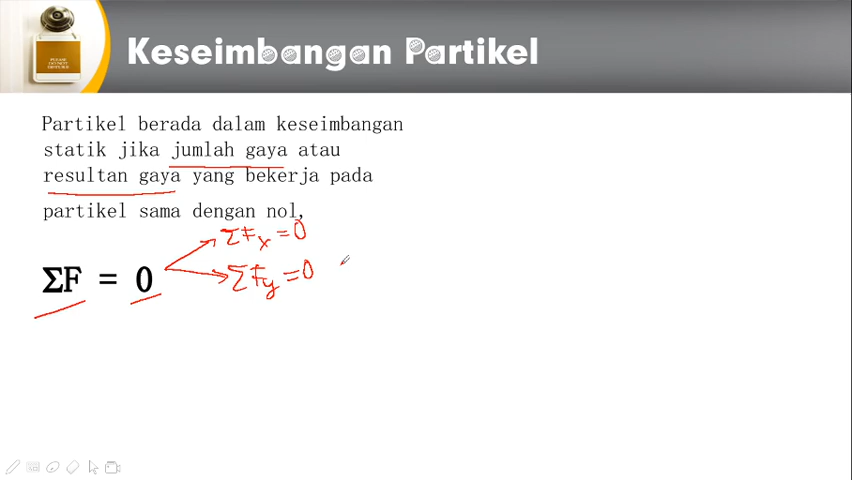 Keseimbangan Partikel
Partikel berada dalam keseimbangan
statik jika jumlah gaya atau
resultan gaya yang bekerja pada
partikel sama dengan nol,
ΣFx = 0
ΣF = 0
ΣFy = 0